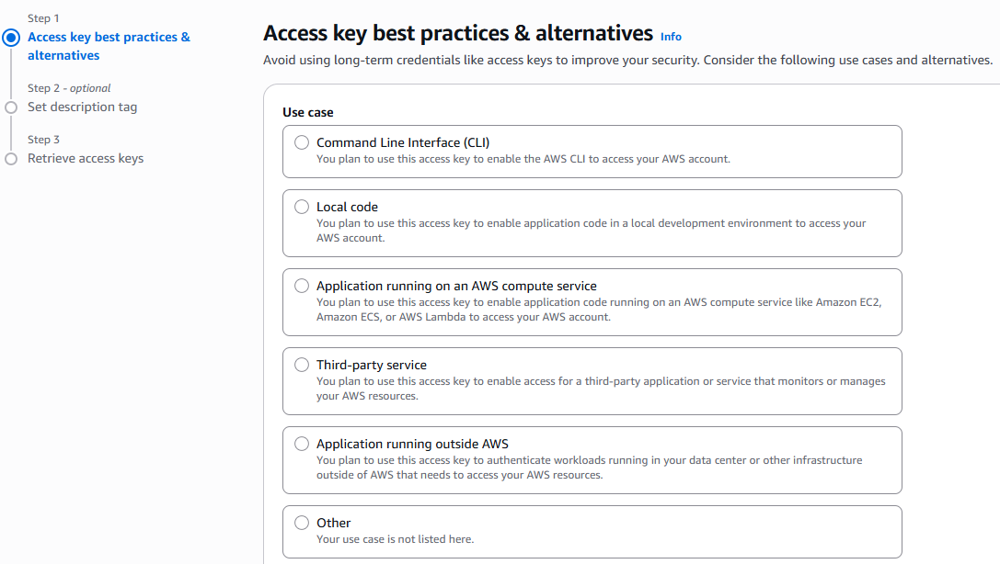 Step 1
Access key best practices &
alternatives
Step 2 - optional
Set description tag
Step 3
Retrieve access keys
Access key best practices & alternatives Info
Avoid using long-term credentials like access keys to improve your security. Consider the following use cases and alternatives.
Use case
Command Line Interface (CLI)
You plan to use this access key to enable the AWS CLI to access your AWS account.
Local code
You plan to use this access key to enable application code in a local development environment to access your
AWS account.
Application running on an AWS compute service
You plan to use this access key to enable application code running on an AWS compute service like Amazon EC2,
Amazon ECS, or AWS Lambda to access your AWS account.
Third-party service
You plan to use this access key to enable access for a third-party application or service that monitors or manages
your AWS resources.
Application running outside AWS
You plan to use this access key to authenticate workloads running in your data center or other infrastructure
outside of AWS that needs to access your AWS resources.
Other
Your use case is not listed here.